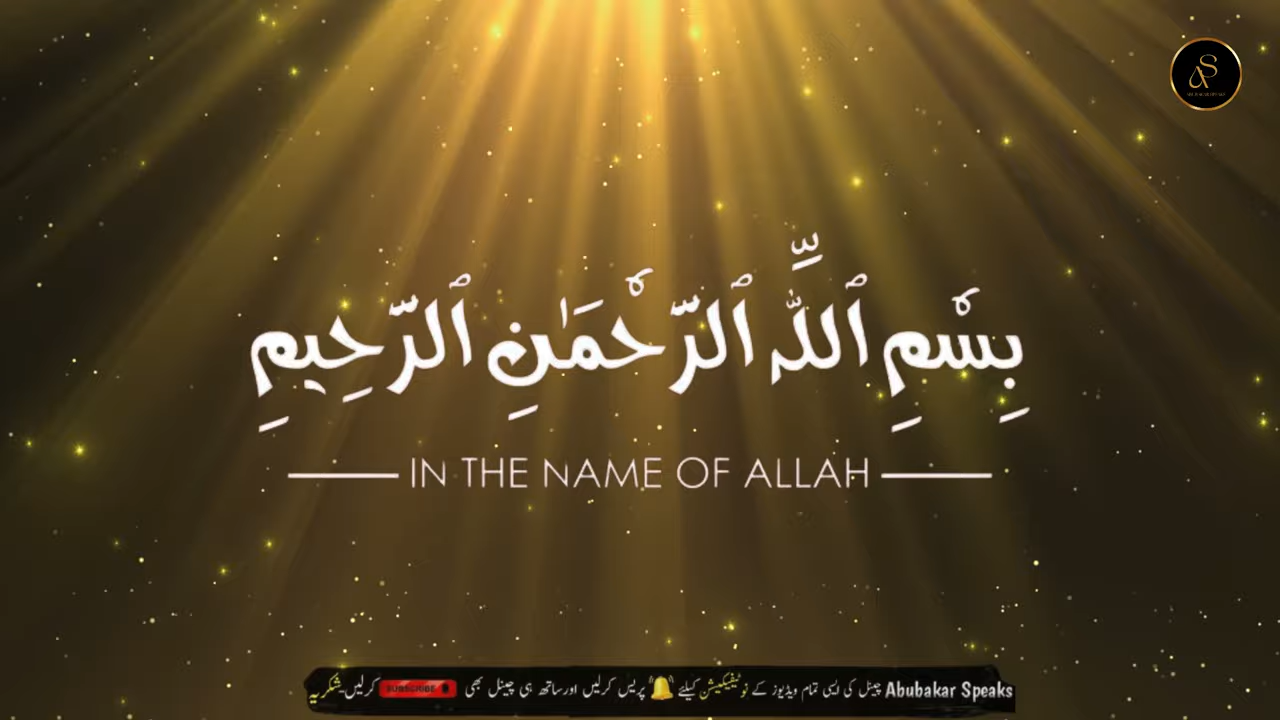 بِسْمِ ٱللَّهِ ٱلرَّحْمَٰنِ ٱلرَّحِيمِ
IN THE NAME OF ALLAH
Abubakar Speaks چینل کی ایسی تمام ویڈیوز کے نوٹیفیکیشن کیلئے 🔔 پریس کرلیں اور ساتھ ہی چینل بھی SUBSCRIBE کرلیں۔ شکریہ